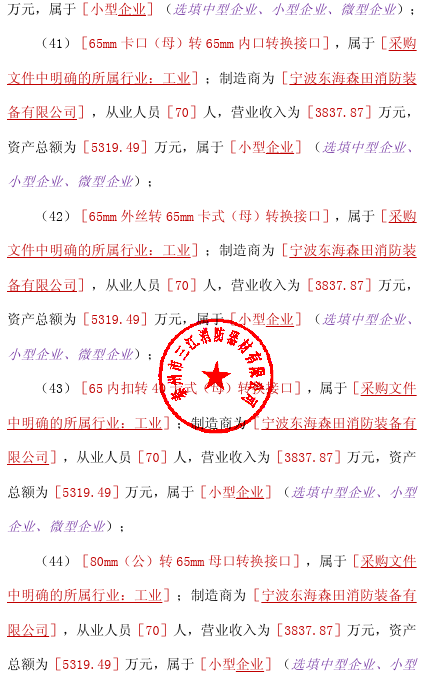 万元，属于［小型企业］（选填中型企业、小型企业、微型企业）；
（41）［65mm 卡口（母）转 65mm 内口转换接口］，属于［采购
文件中明确的所属行业：工业］；制造商为［宁波东海森田消防装
备有限公司］，从业人员［70］人，营业收入为［3837.87］万元，
资产总额为［5319.49］万元，属于［小型企业］（选填中型企业、
小型企业、微型企业）；
（42）［65mm 外丝转 65mm 卡式（母）转换接口］，属于［采购
文件中明确的所属行业：工业］；制造商为［宁波东海森田消防装
备有限公司］，从业人员［70］人，营业收入为［3837.87］万元，
资产总额为［5319.49］万元，属于［小型企业］（选填中型企业、
小型企业、微型企业）；
（43）［65 内扣转 40 卡式（母）转换接口］，属于［采购文件
中明确的所属行业：工业］；制造商为［宁波东海森田消防装备有
限公司］，从业人员［70］人，营业收入为［3837.87］万元，资产
总额为［5319.49］万元，属于［小型企业］（选填中型企业、小型
企业、微型企业）；
（44）［80mm（公）转 65mm 母口转换接口］，属于［采购文件
中明确的所属行业：工业］；制造商为［宁波东海森田消防装备有
限公司］，从业人员［70］人，营业收入为［3837.87］万元，资产
总额为［5319.49］万元，属于［小型企业］（选填中型企业、小型
州市三江消防器材有限公司